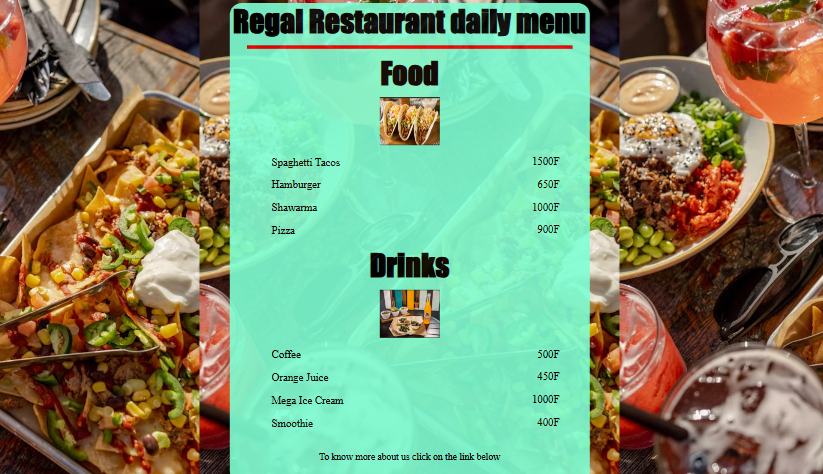 Regal Restaurant daily menu
Food
Spaghetti Tacos 1500F
Hamburger 650F
Shawarma 1000F
Pizza 900F
Drinks
Coffee 500F
Orange Juice 450F
Mega Ice Cream 1000F
Smoothie 400F
To know more about us click on the link below